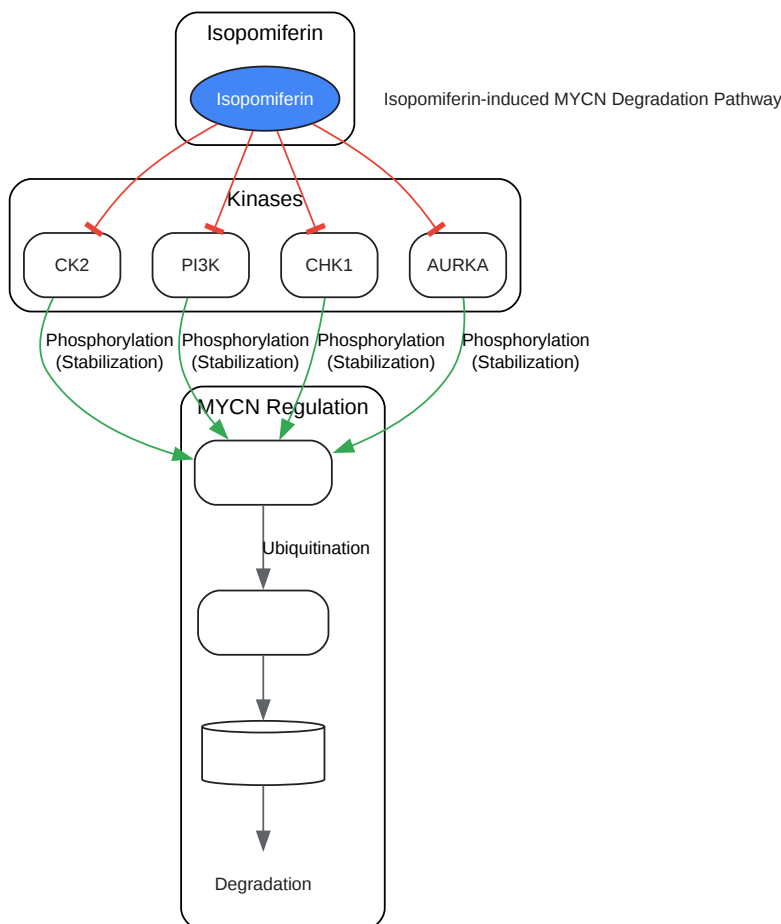 Isopomiferin
Isopomiferin
Isopomiferin-induced MYCN Degradation Pathway
Kinases
CK2
PI3K
CHK1
AURKA
Phosphorylation
(Stabilization)
Phosphorylation
(Stabilization)
Phosphorylation
(Stabilization)
Phosphorylation
(Stabilization)
MYCN Regulation
Ubiquitination
Degradation